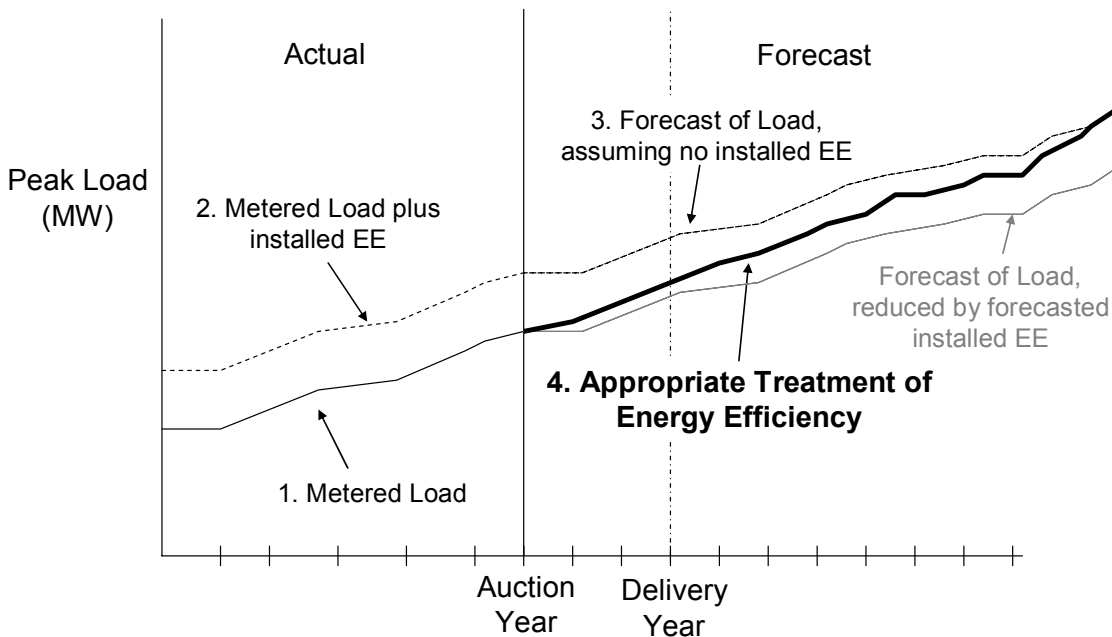 Actual
Forecast
Peak Load
(MW)
2. Metered Load plus
installed EE
3. Forecast of Load,
assuming no installed EE
Forecast of Load,
reduced by forecasted
installed EE
4. Appropriate Treatment of
Energy Efficiency
1. Metered Load
Auction
Year
Delivery
Year